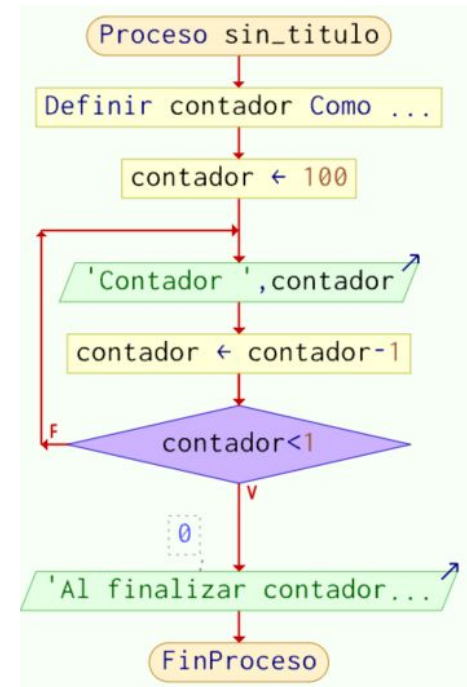 Proceso sin_titulo
Definir contador Como ...
contador ← 100
'Contador ',contador
contador ← contador-1
contador<1
F
V
0
'Al finalizar contador...
FinProceso